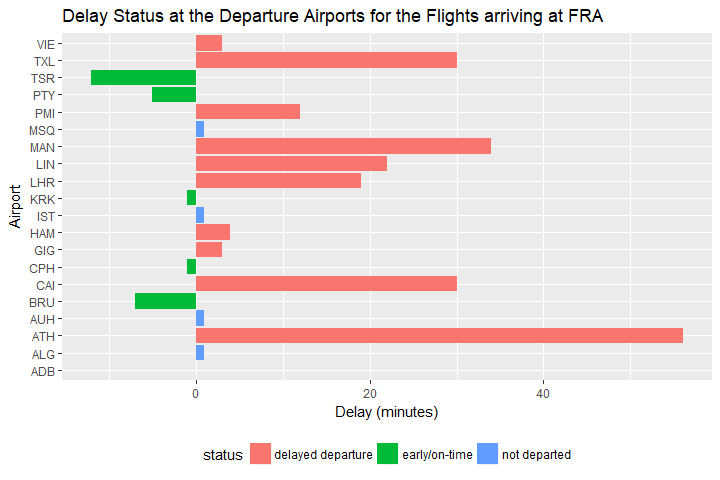 Delay Status at the Departure Airports for the Flights arriving at FRA
VIE
TXL
TSR
PTY
PMI
MSQ
MAN
LIN
LHR
KRK
IST
HAM
GIG
CPH
CAI
BRU
AUH
ATH
ALG
ADB
Airport
0 20 40
Delay (minutes)
status delayed departure early/on-time not departed